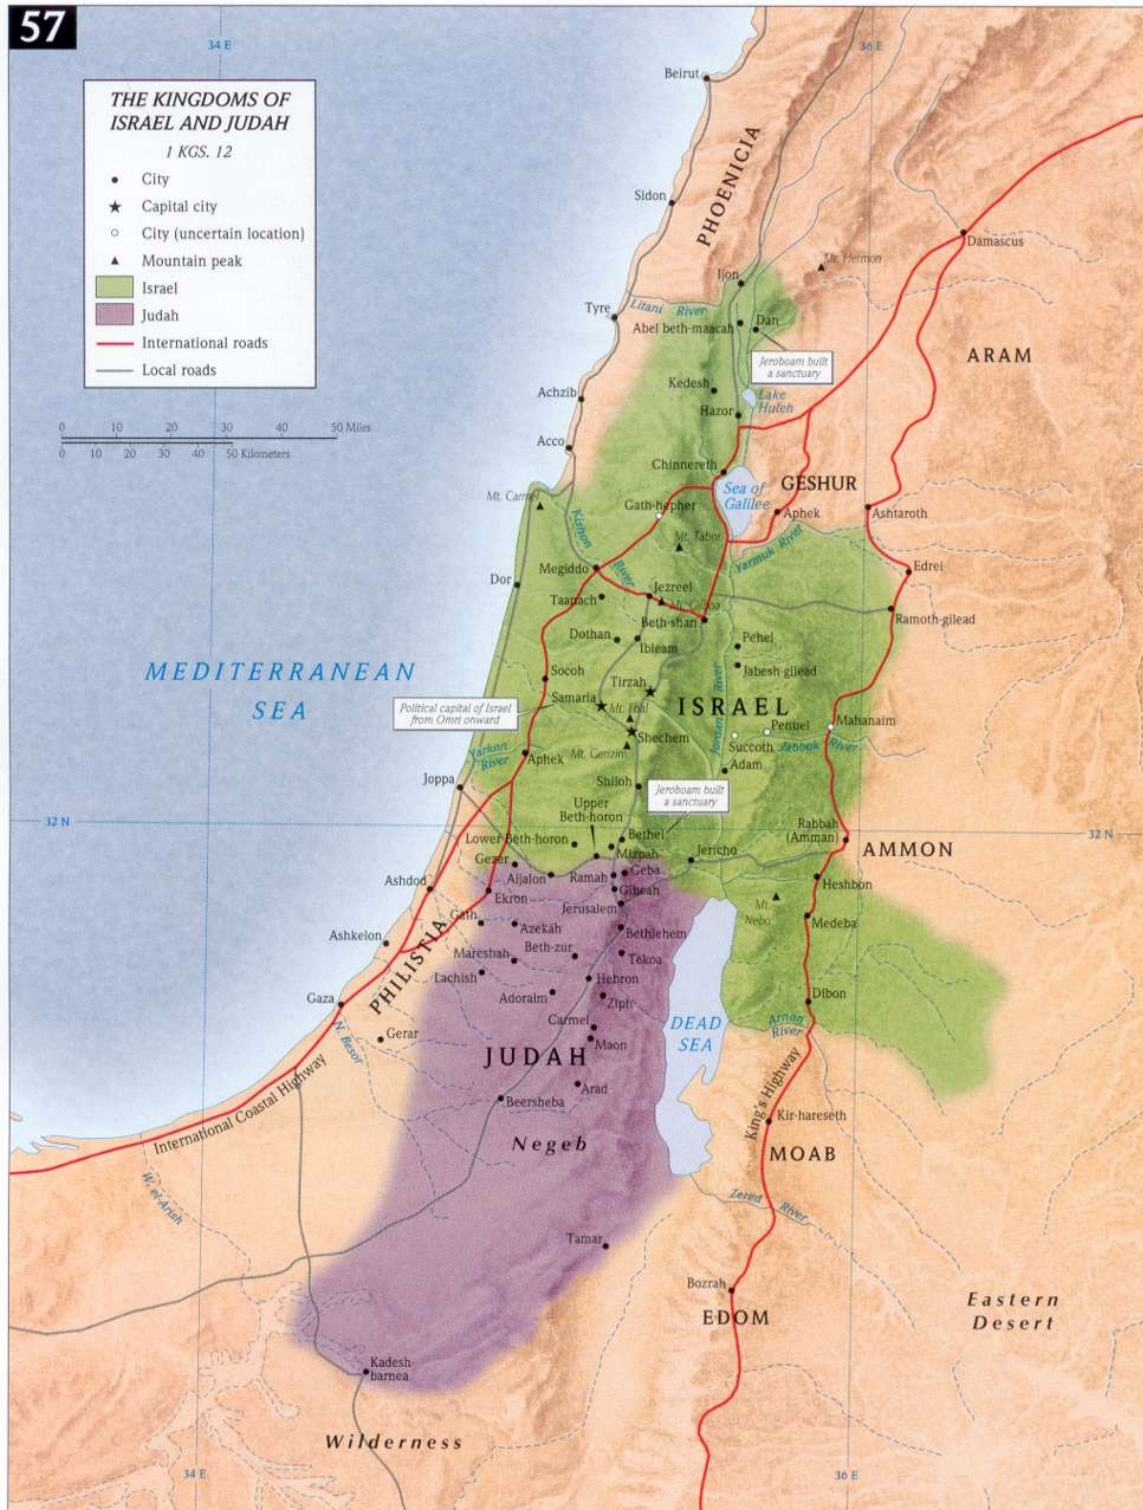 57
34 E
36 E
THE KINGDOMS OF
ISRAEL AND JUDAH
1 KGS. 12
City
Capital city
City (uncertain location)
Mountain peak
Israel
Judah
International roads
Local roads
0 10 20 30 40 50 Miles
0 10 20 30 40 50 Kilometers
Beirut
PHOENICIA
Sidon
Damascus
Mt. Hermon
Ijon
Tyre
Litani River
Abel beth-maacah
Dan
ARAM
Jeroboam built
a sanctuary
Kedesh
Achzib
Lake
Huleh
Hazor
Acco
Chinnereth
Sea of
Galilee
GESHUR
Mt. Carmel
Gath-hepher
Aphek
Ashtaroth
Kishon
River
Mt. Tabor
Yarmuk River
Megiddo
Edrei
Dor
Jezreel
Taanach
Mt. Gilboa
Ramoth-gilead
Beth-shan
Dothan
Ibleam
Pehel
Jabesh-gilead
MEDITERRANEAN
SEA
Socoh
Tirzah
Jordan River
Samaria
ISRAEL
Political capital of Israel
from Omri onward
Mt. Ebal
Shechem
Penuel
Mahanaim
Succoth
Jabbok River
Mt. Gerizim
Yarkon
River
Aphek
Adam
Joppa
Shiloh
Jeroboam built
a sanctuary
Upper
Beth-horon
32 N
32 N
Lower Beth-horon
Bethel
Rabbah
(Amman)
AMMON
Mizpah
Jericho
Gezer
Geba
Aijalon
Ramah
Heshbon
Ashdod
Gibeah
Ekron
Mt.
Nebo
Jerusalem
Gath
Medeba
Azekah
Bethlehem
Ashkelon
Beth-zur
Mareshah
Tekoa
PHILISTIA
Lachish
Hebron
Adoraim
Ziph
Gaza
Dibon
Carmel
DEAD
SEA
Arnon
River
N. Besor
Gerar
Maon
JUDAH
Arad
Beersheba
International Coastal Highway
King's Highway
Kir-hareseth
Negeb
MOAB
W. el-Arish
Zered River
Tamar
Bozrah
EDOM
Eastern
Desert
Kadesh-
barnea
Wilderness
34 E
36 E